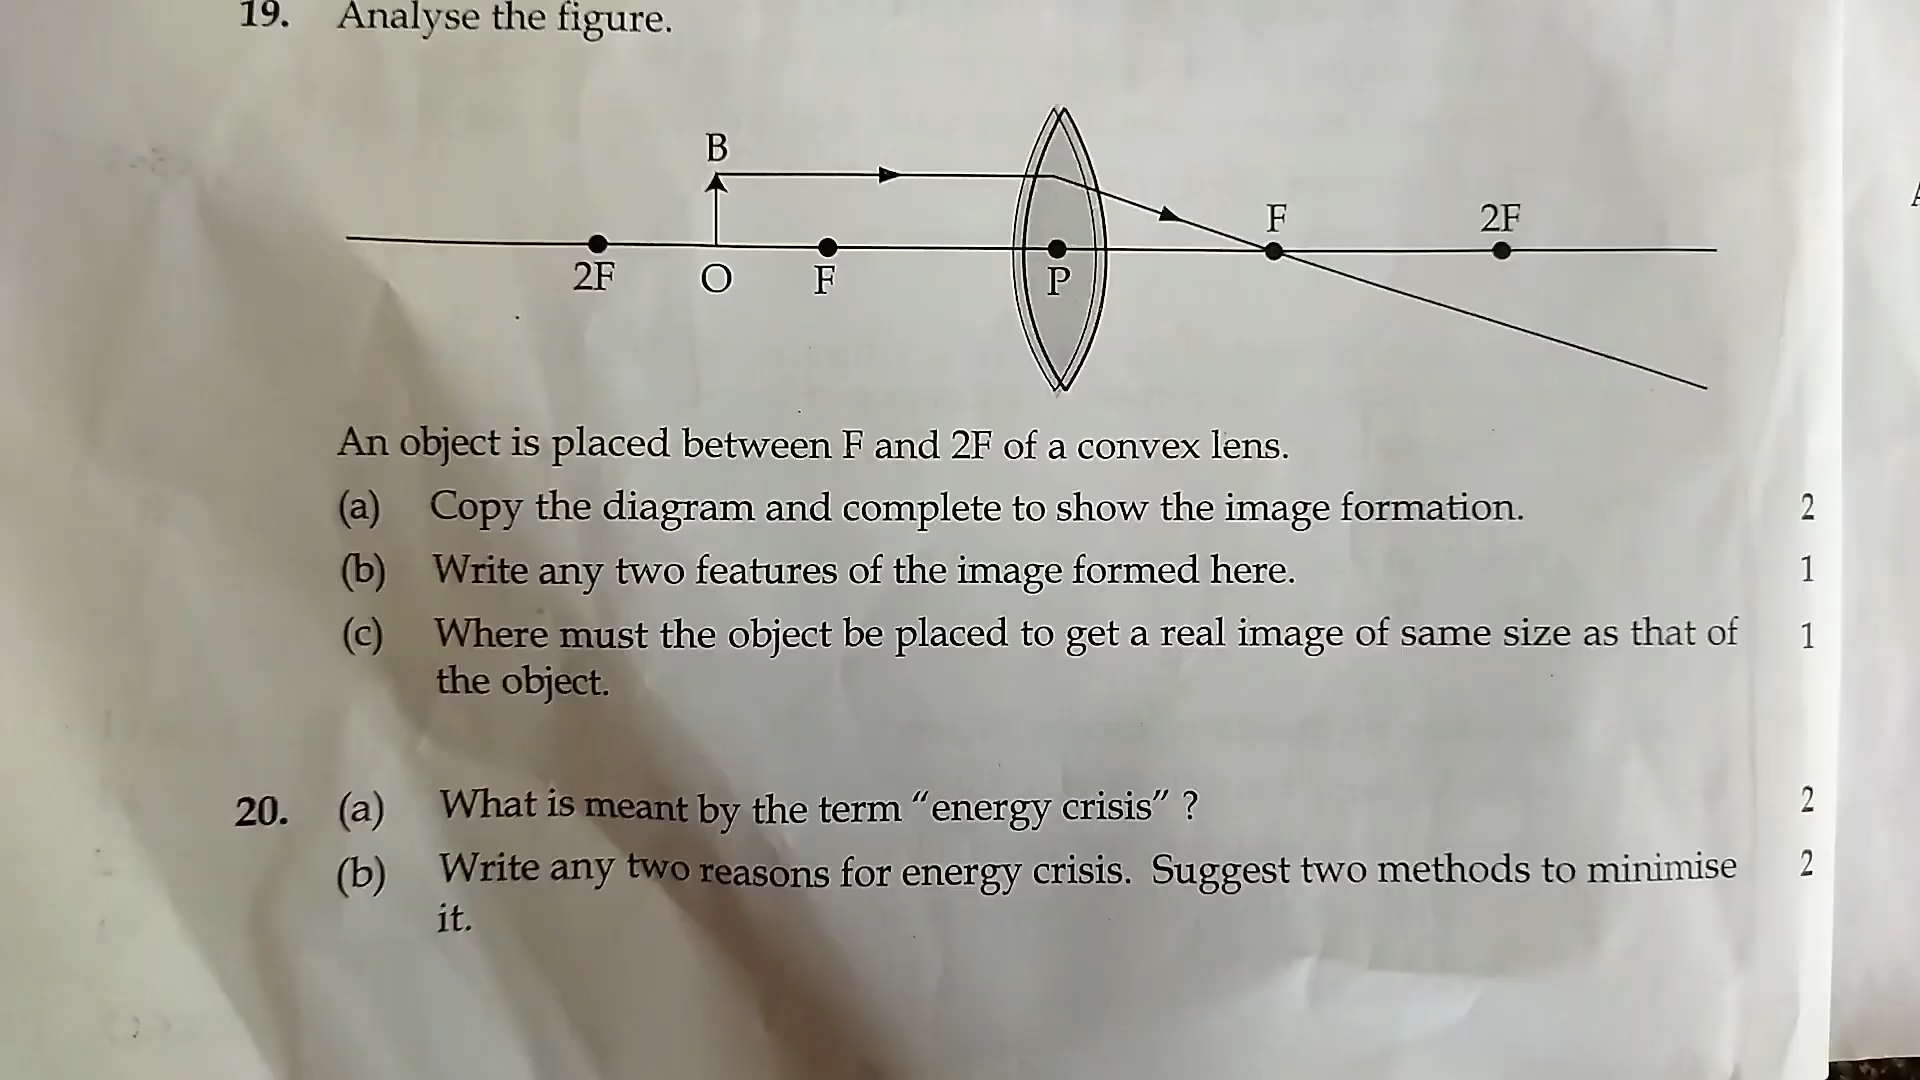 19. Analyse the figure.
B
F 2F
2F O F P
An object is placed between F and 2F of a convex lens.
(a) Copy the diagram and complete to show the image formation. 2
(b) Write any two features of the image formed here. 1
(c) Where must the object be placed to get a real image of same size as that of 1
the object.
20. (a) What is meant by the term “energy crisis” ? 2
(b) Write any two reasons for energy crisis. Suggest two methods to minimise 2
it.